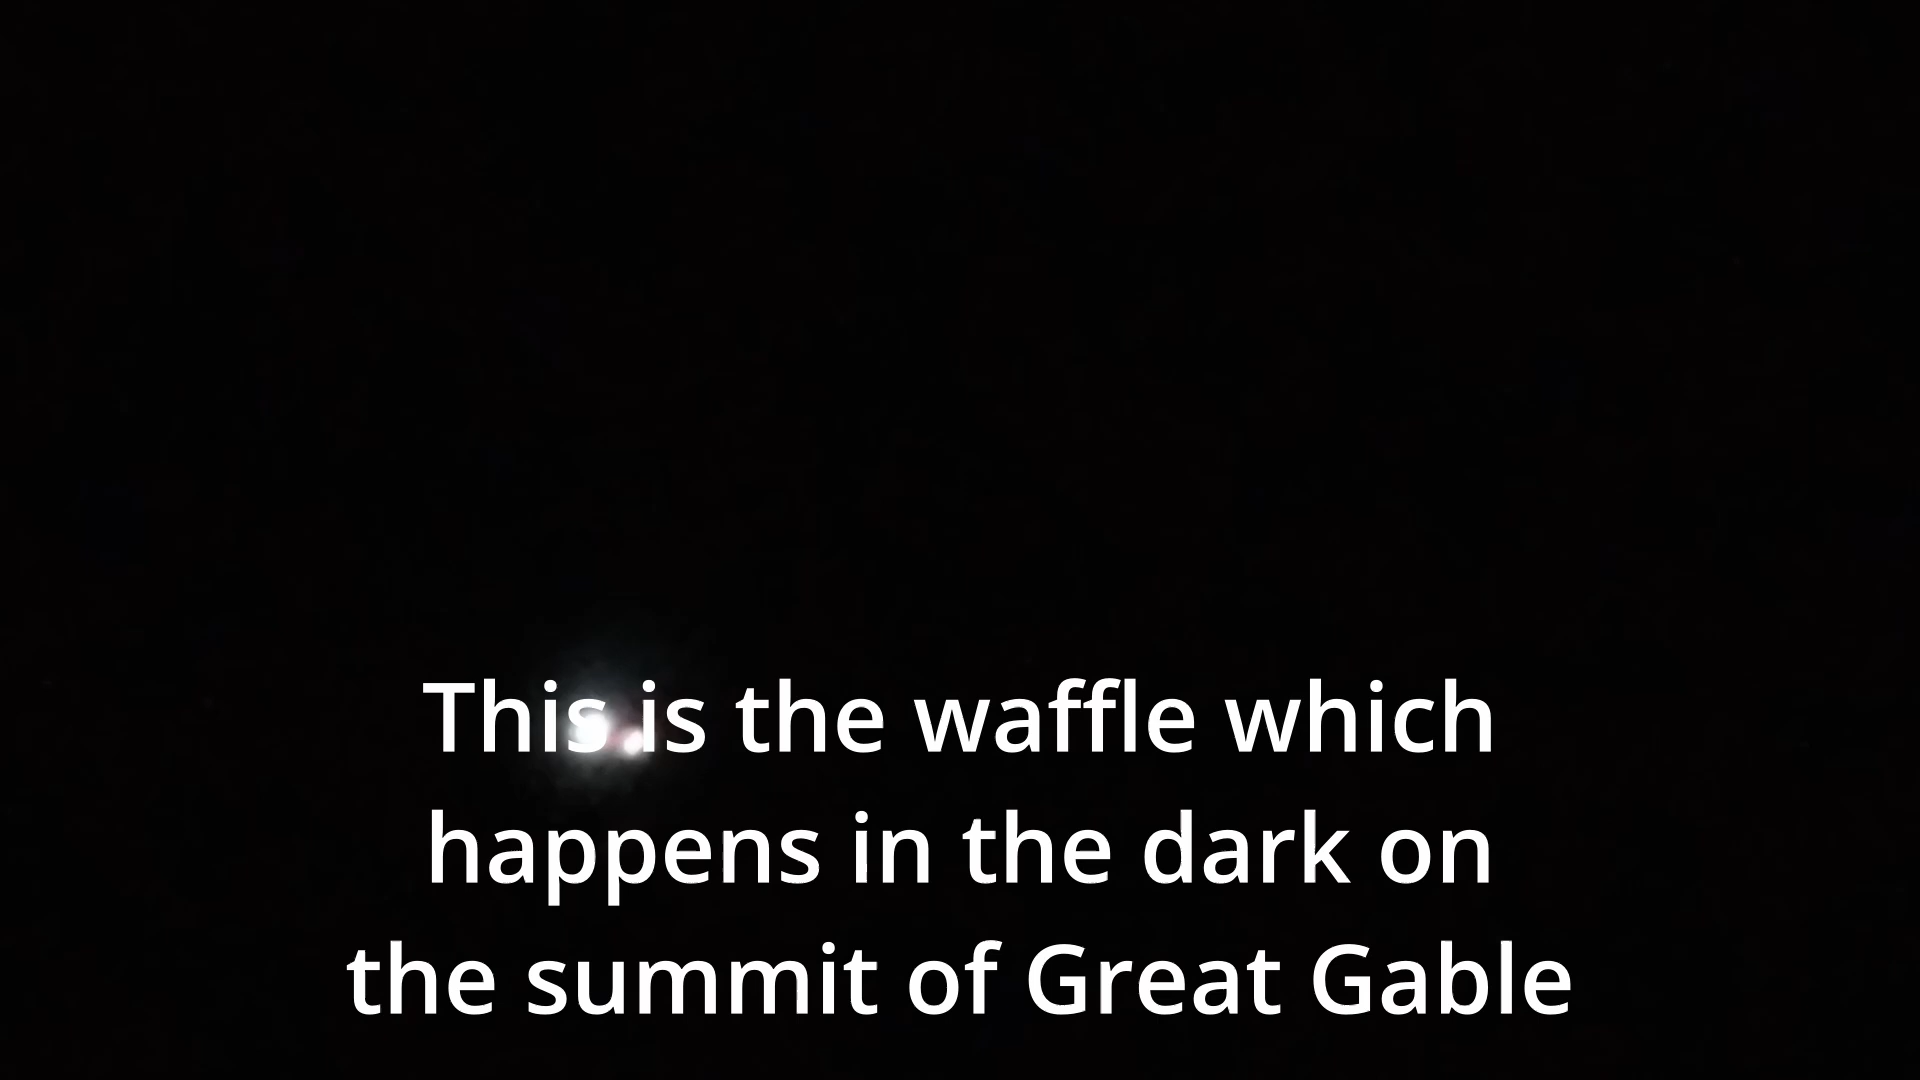 This is the waffle which
happens in the dark on
the summit of Great Gable